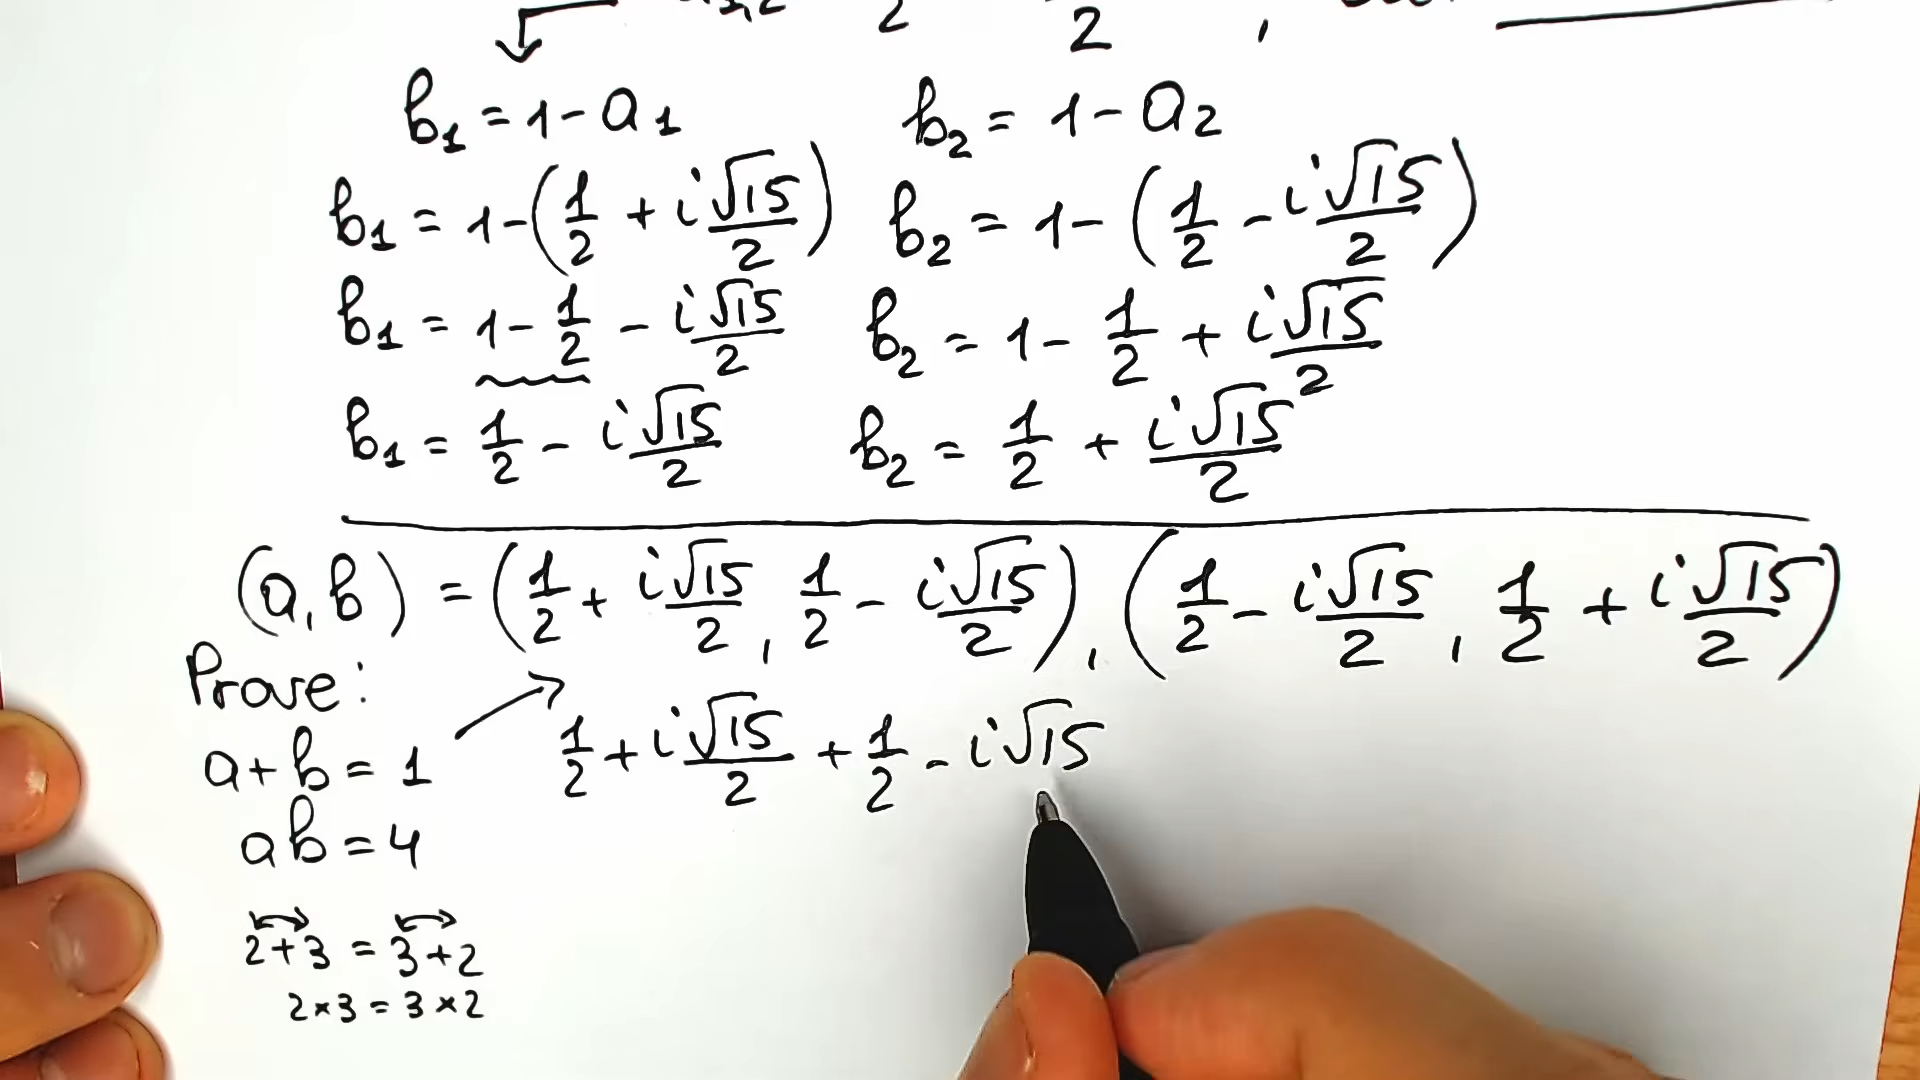 2 2 ,
b₁ = 1 - a₁ b₂ = 1 - a₂
b₁ = 1 - (1/2 + i√15/2) b₂ = 1 - (1/2 - i√15/2)
b₁ = 1 - 1/2 - i√15/2 b₂ = 1 - 1/2 + i√15/2
b₁ = 1/2 - i√15/2 b₂ = 1/2 + i√15/2
(a, b) = (1/2 + i√15/2, 1/2 - i√15/2), (1/2 - i√15/2, 1/2 + i√15/2)
Prove:
a + b = 1 → 1/2 + i√15/2 + 1/2 - i√15
ab = 4
2 + 3 = 3 + 2
2 × 3 = 3 × 2